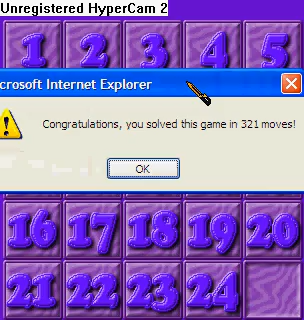 Unregistered HyperCam 2
1 2 3 4 5
crosoft Internet Explorer
Congratulations, you solved this game in 321 moves!
OK
16 17 18 19 20
21 22 23 24